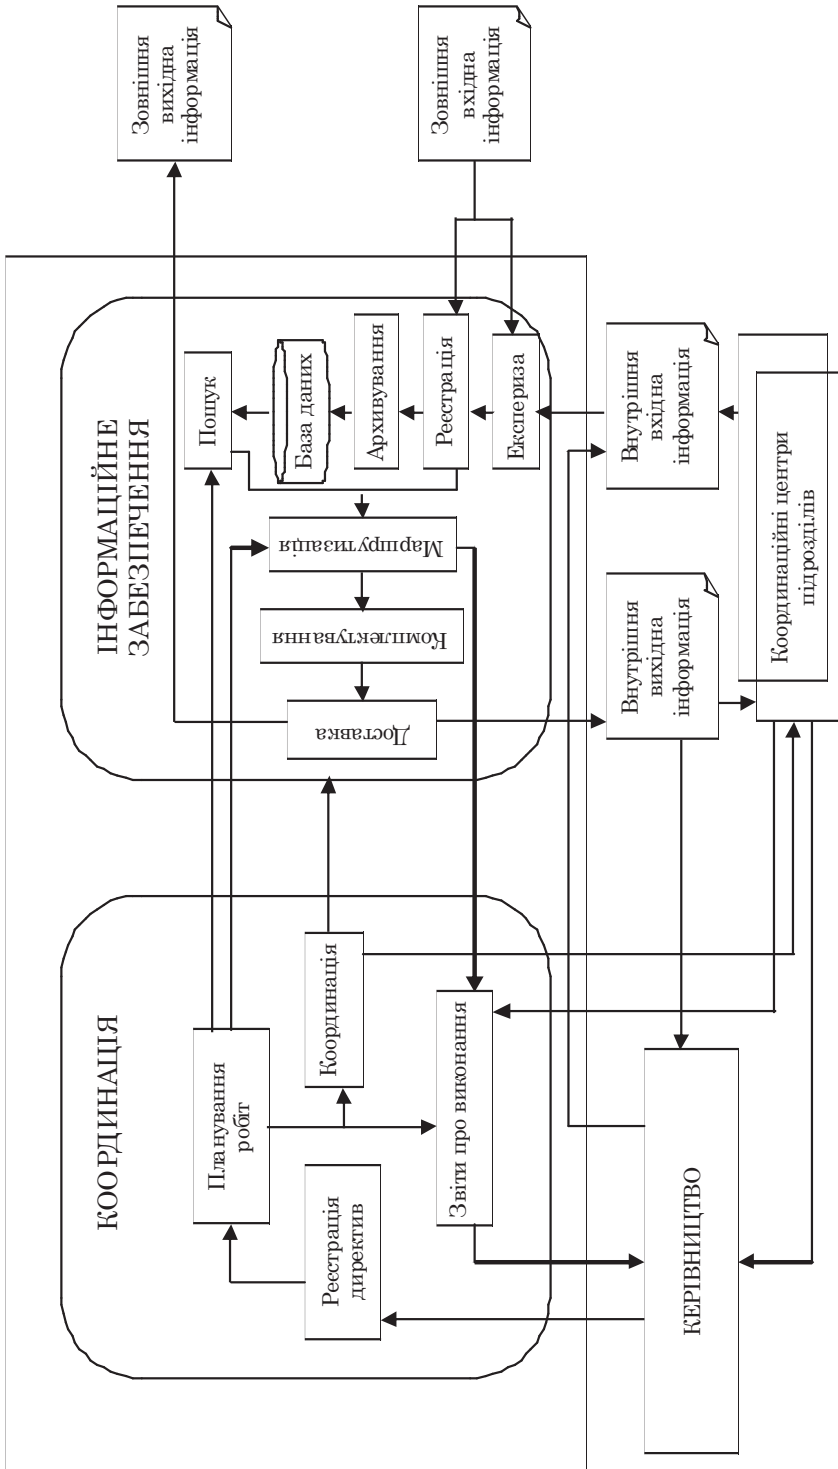 КООРДИНАЦІЯ
Планування
робіт
Реєстрація
директив
Координація
Звіти про виконання
КЕРІВНИЦТВО
ІНФОРМАЦІЙНЕ
ЗАБЕЗПЕЧЕННЯ
Пошук
База даних
Архивування
Реєстрація
Експериза
Маршрутизація
Комплектування
Доставка
Зовнішня
вихідна
інформація
Зовнішня
вхідна
інформація
Внутрішня
вихідна
інформація
Внутрішня
вхідна
інформація
Координаційні центри
підрозділів